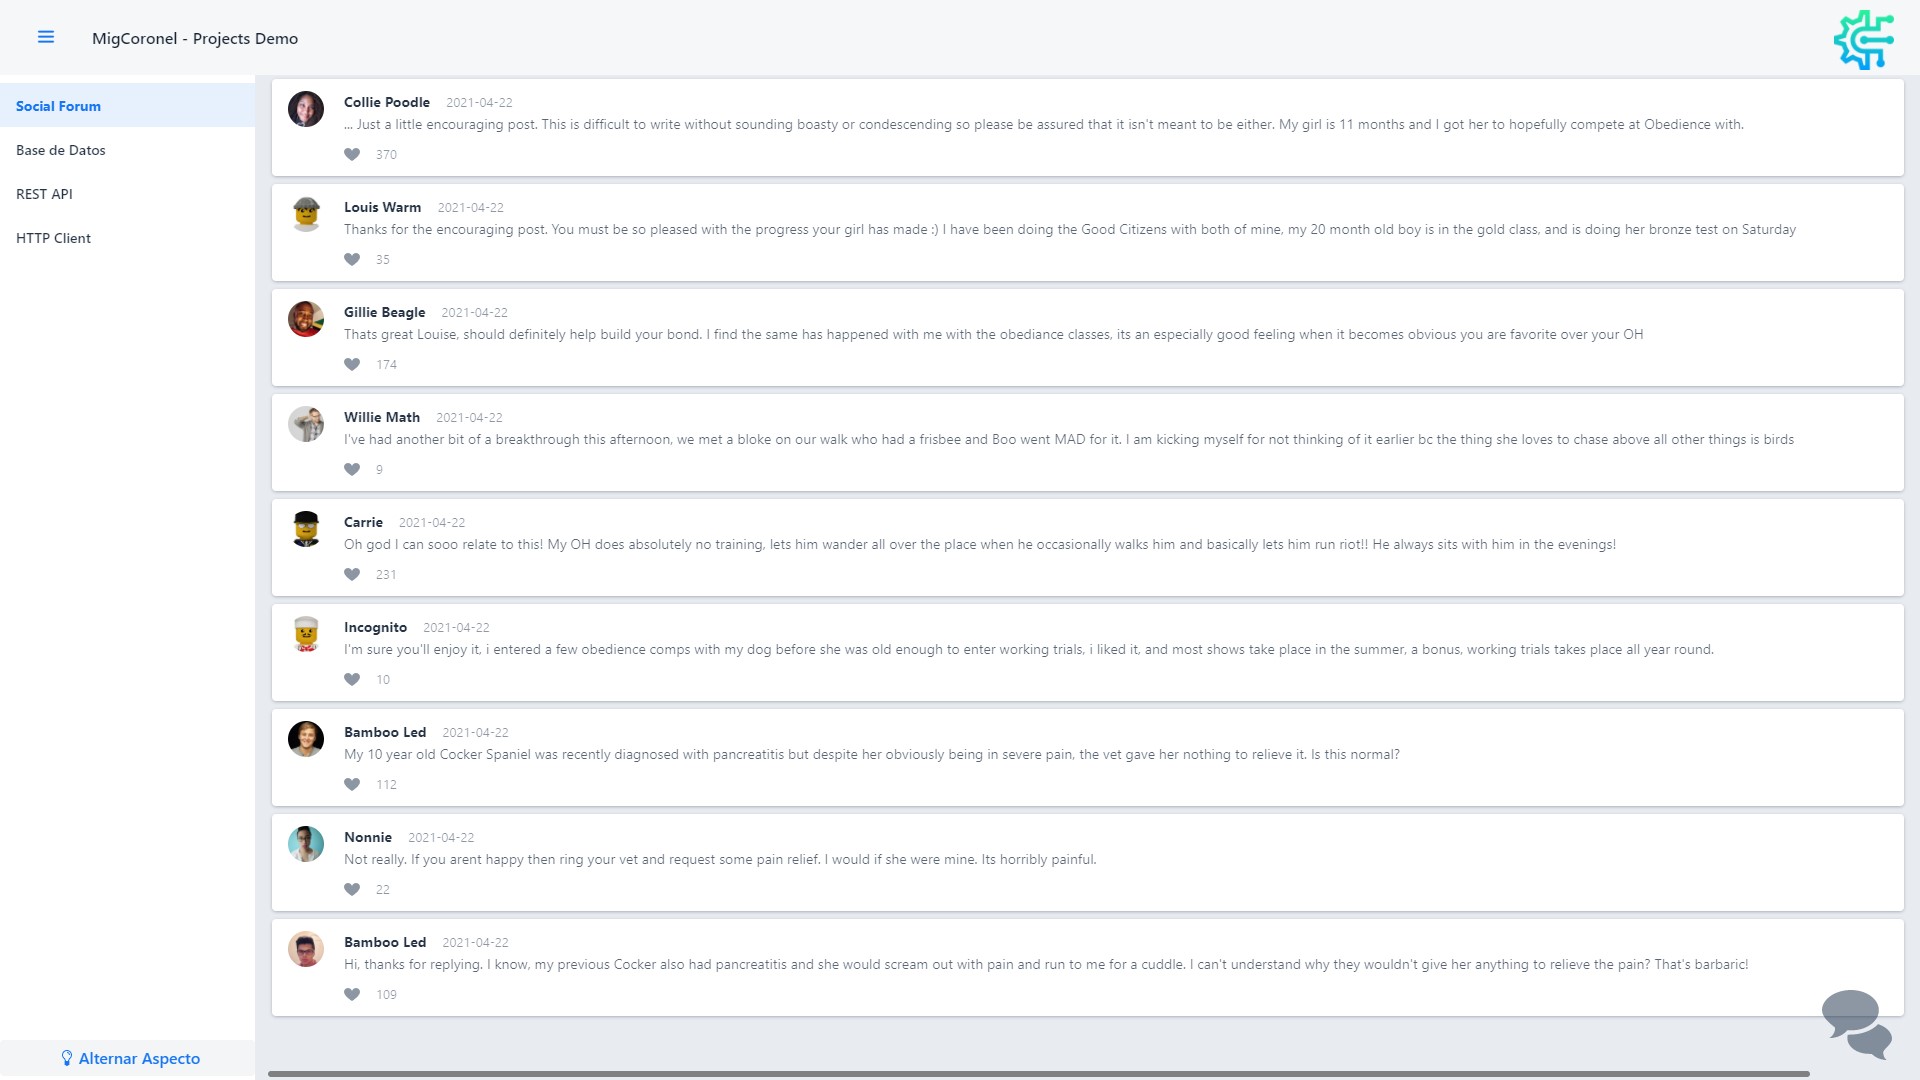 MigCoronel - Projects Demo
Social Forum
Base de Datos
REST API
HTTP Client
Alternar Aspecto
Collie Poodle 2021-04-22
... Just a little encouraging post. This is difficult to write without sounding boasty or condescending so please be assured that it isn't meant to be either. My girl is 11 months and I got her to hopefully compete at Obedience with.
370
Louis Warm 2021-04-22
Thanks for the encouraging post. You must be so pleased with the progress your girl has made :) I have been doing the Good Citizens with both of mine, my 20 month old boy is in the gold class, and is doing her bronze test on Saturday
35
Gillie Beagle 2021-04-22
Thats great Louise, should definitely help build your bond. I find the same has happened with me with the obediance classes, its an especially good feeling when it becomes obvious you are favorite over your OH
174
Willie Math 2021-04-22
I've had another bit of a breakthrough this afternoon, we met a bloke on our walk who had a frisbee and Boo went MAD for it. I am kicking myself for not thinking of it earlier bc the thing she loves to chase above all other things is birds
9
Carrie 2021-04-22
Oh god I can sooo relate to this! My OH does absolutely no training, lets him wander all over the place when he occasionally walks him and basically lets him run riot!! He always sits with him in the evenings!
231
Incognito 2021-04-22
I'm sure you'll enjoy it, i entered a few obedience comps with my dog before she was old enough to enter working trials, i liked it, and most shows take place in the summer, a bonus, working trials takes place all year round.
10
Bamboo Led 2021-04-22
My 10 year old Cocker Spaniel was recently diagnosed with pancreatitis but despite her obviously being in severe pain, the vet gave her nothing to relieve it. Is this normal?
112
Nonnie 2021-04-22
Not really. If you arent happy then ring your vet and request some pain relief. I would if she were mine. Its horribly painful.
22
Bamboo Led 2021-04-22
Hi, thanks for replying. I know, my previous Cocker also had pancreatitis and she would scream out with pain and run to me for a cuddle. I can't understand why they wouldn't give her anything to relieve the pain? That's barbaric!
109